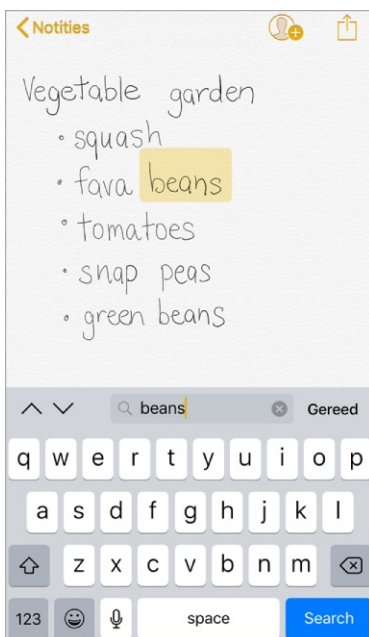 Notities
Vegetable garden
• squash
• fava beans
• tomatoes
• snap peas
• green beans
beans
Gereed
q w e r t y u i o p
a s d f g h j k l
z x c v b n m
123 space Search